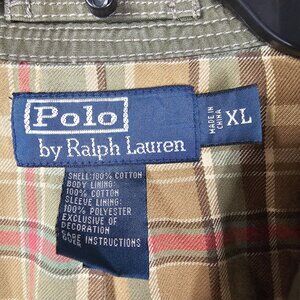 Polo
by Ralph Lauren
MADE IN
CHINA
XL
SHELL: 100% COTTON
BODY LINING:
100% COTTON
SLEEVE LINING:
100% POLYESTER
EXCLUSIVE OF
DECORATION
CARE INSTRUCTIONS
OVER